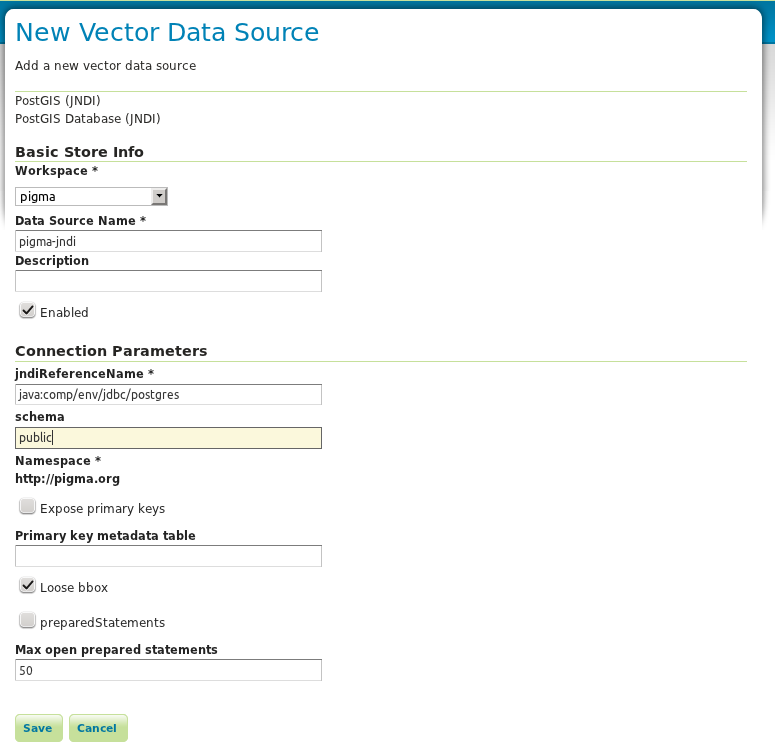 New Vector Data Source
Add a new vector data source
PostGIS (JNDI)
PostGIS Database (JNDI)
Basic Store Info
Workspace *
pigma
Data Source Name *
pigma-jndi
Description
Enabled
Connection Parameters
jndiReferenceName *
java:comp/env/jdbc/postgres
schema
public
Namespace *
http://pigma.org
Expose primary keys
Primary key metadata table
Loose bbox
preparedStatements
Max open prepared statements
50
Save Cancel